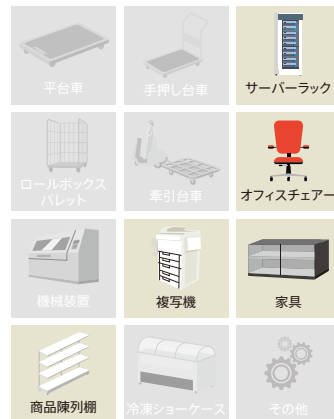 平台車
手押し台車
サーバーラック
ロールボックス
パレット
牽引台車
オフィスチェアー
機械装置
複写機
家具
商品陳列棚
冷凍ショーケース
その他